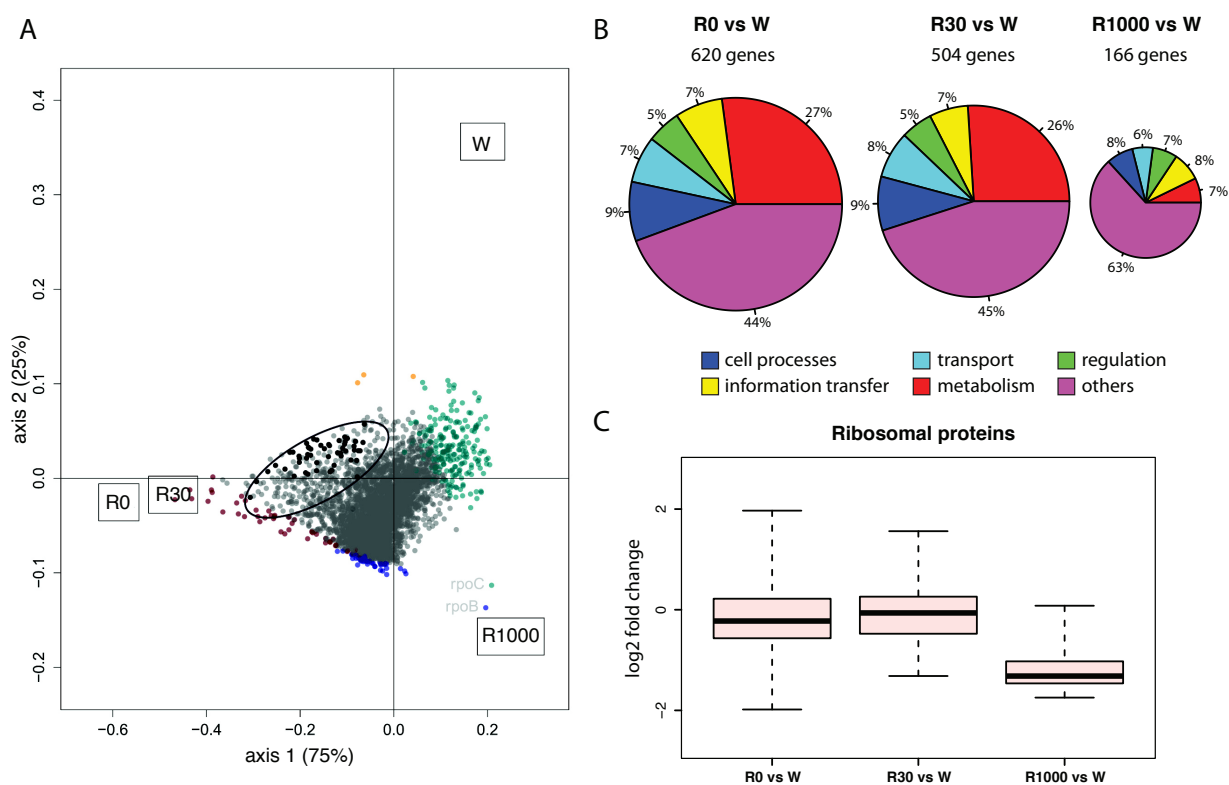 A
W
R0
R30
rpoC
rpoB
R1000
0.4
0.3
0.2
0.1
0.0
−0.1
−0.2
axis 2 (25%)
−0.6 −0.4 −0.2 0.0 0.2
axis 1 (75%)
B
R0 vs W R30 vs W R1000 vs W
620 genes 504 genes 166 genes
7% 27%
5%
7%
9%
44%
7% 26%
5%
8%
9%
45%
8% 6% 7% 8% 7%
63%
cell processes transport regulation
information transfer metabolism others
C
Ribosomal proteins
log2 fold change
2
0
−2
R0 vs W R30 vs W R1000 vs W